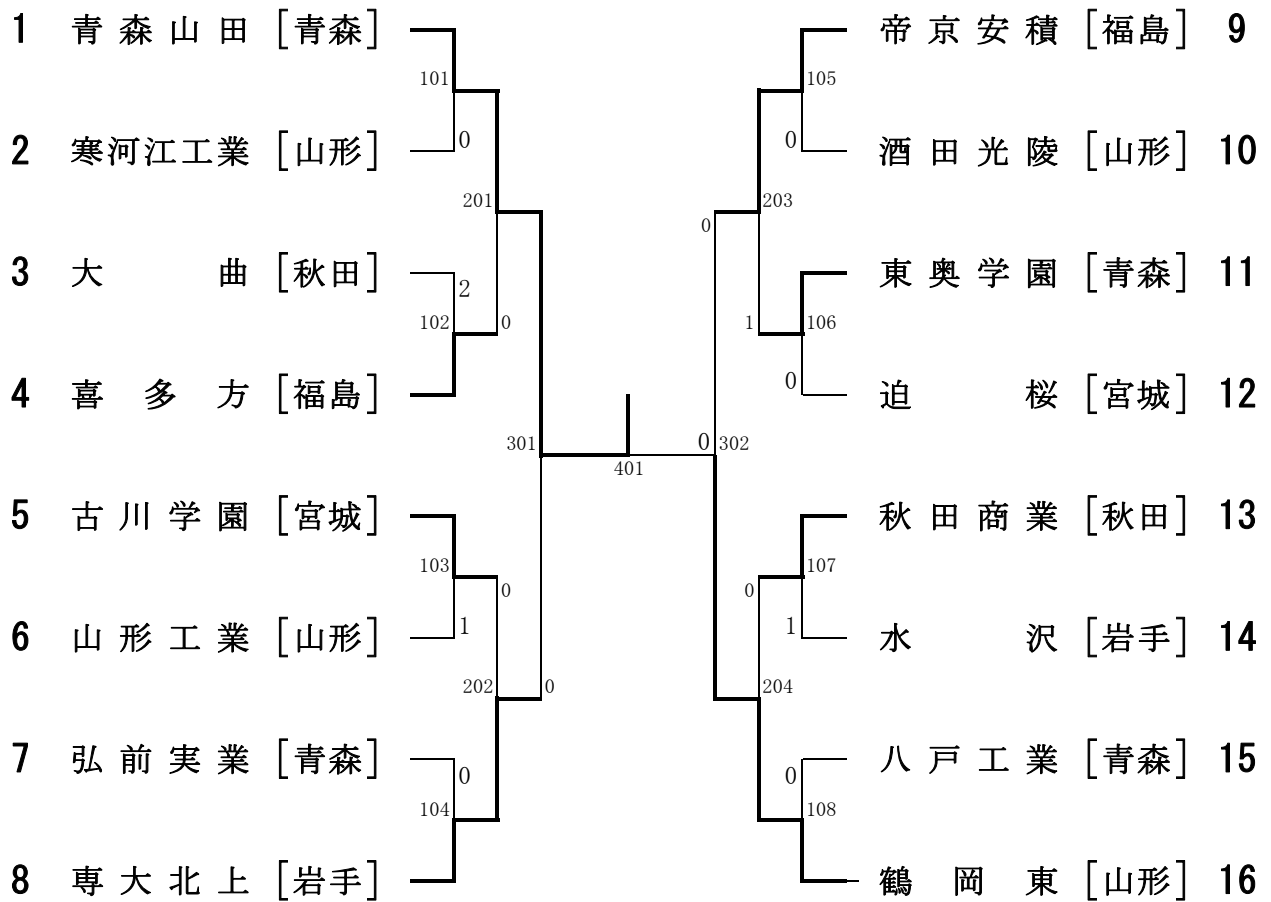 1 青森山田 [青森]
101
0
2 寒河江工業 [山形]
201
3 大曲 [秋田]
2
102
0
4 喜多方 [福島]
301
5 古川学園 [宮城]
103
0
1
6 山形工業 [山形]
202
0
7 弘前実業 [青森]
0
104
8 専大北上 [岩手]
401
帝京安積 [福島] 9
105
0
酒田光陵 [山形] 10
203
0
東奥学園 [青森] 11
1
106
0
迫桜 [宮城] 12
0
302
秋田商業 [秋田] 13
107
0
1
水沢 [岩手] 14
204
八戸工業 [青森] 15
0
108
鶴岡東 [山形] 16